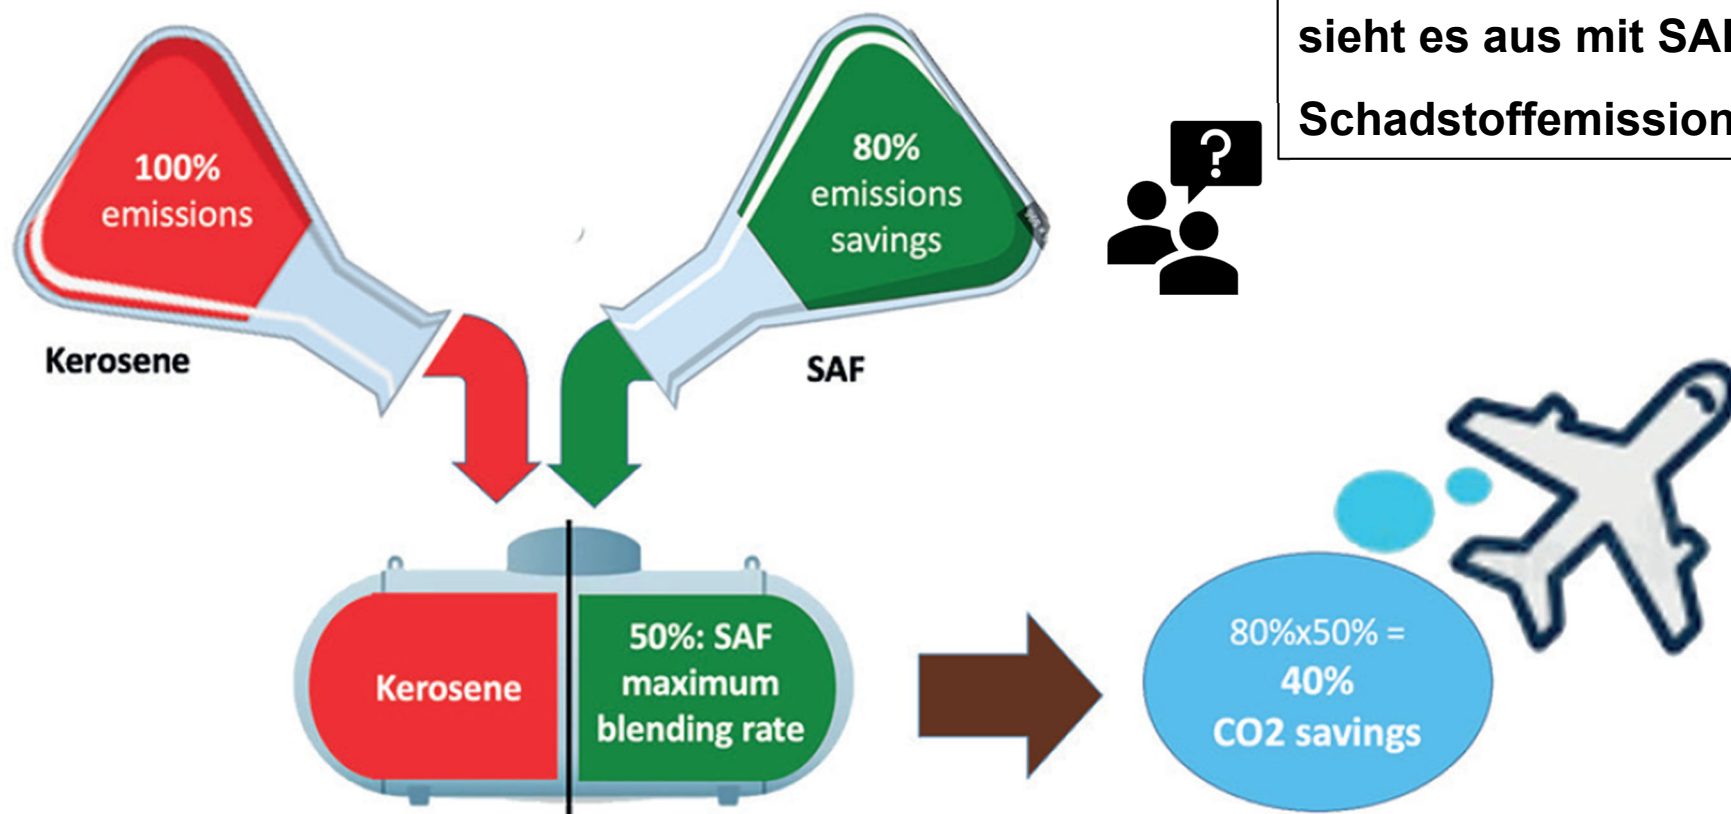 sieht es aus mit
Schadstoffemission
?
100%
emissions
80%
emissions
savings
Kerosene
SAF
Kerosene
50%: SAF
maximum
blending rate
80%x50% =
40%
CO2 savings